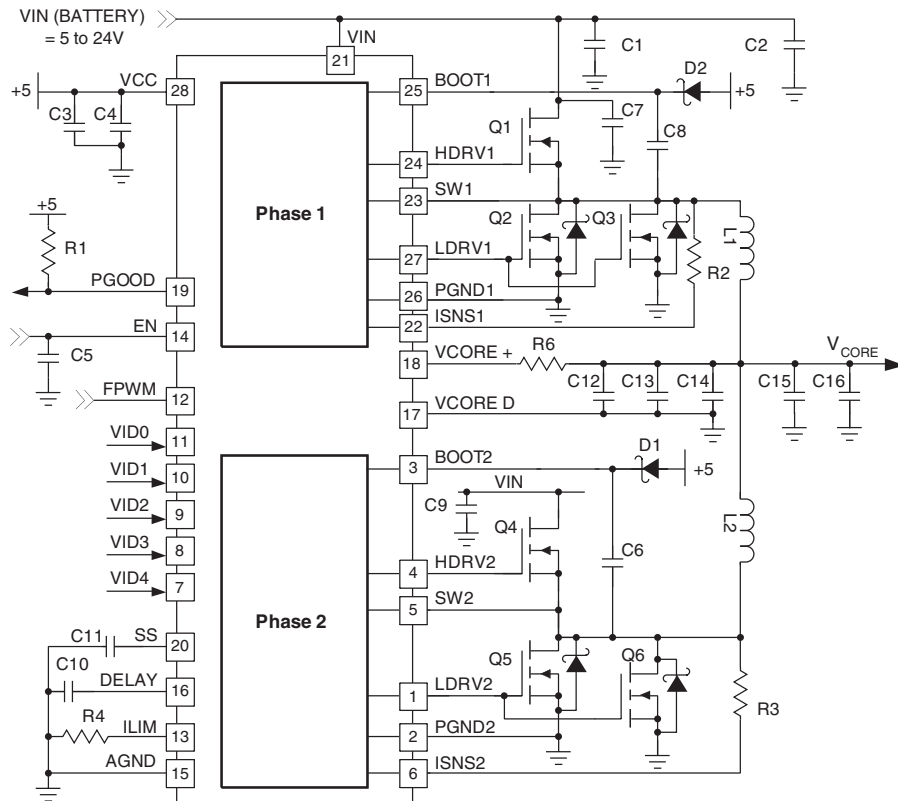 VIN (BATTERY)
= 5 to 24V
VIN
21
C1
C2
+5
VCC
28
C3
C4
25
BOOT1
D2
+5
C7
C8
Q1
24
HDRV1
23
SW1
Phase 1
Q2
Q3
+5
R1
27
LDRV1
L1
R2
PGOOD
19
26
PGND1
22
ISNS1
EN
14
C5
18
VCORE +
R6
VCORE
C12
C13
C14
C15
C16
FPWM
12
17
VCORE D
VID0
11
VID1
10
VID2
9
VID3
8
VID4
7
3
BOOT2
D1
+5
VIN
C9
Q4
C6
L2
4
HDRV2
5
SW2
Phase 2
C11
SS
20
C10
DELAY
16
Q5
Q6
1
LDRV2
R3
R4
ILIM
13
2
PGND2
AGND
15
6
ISNS2